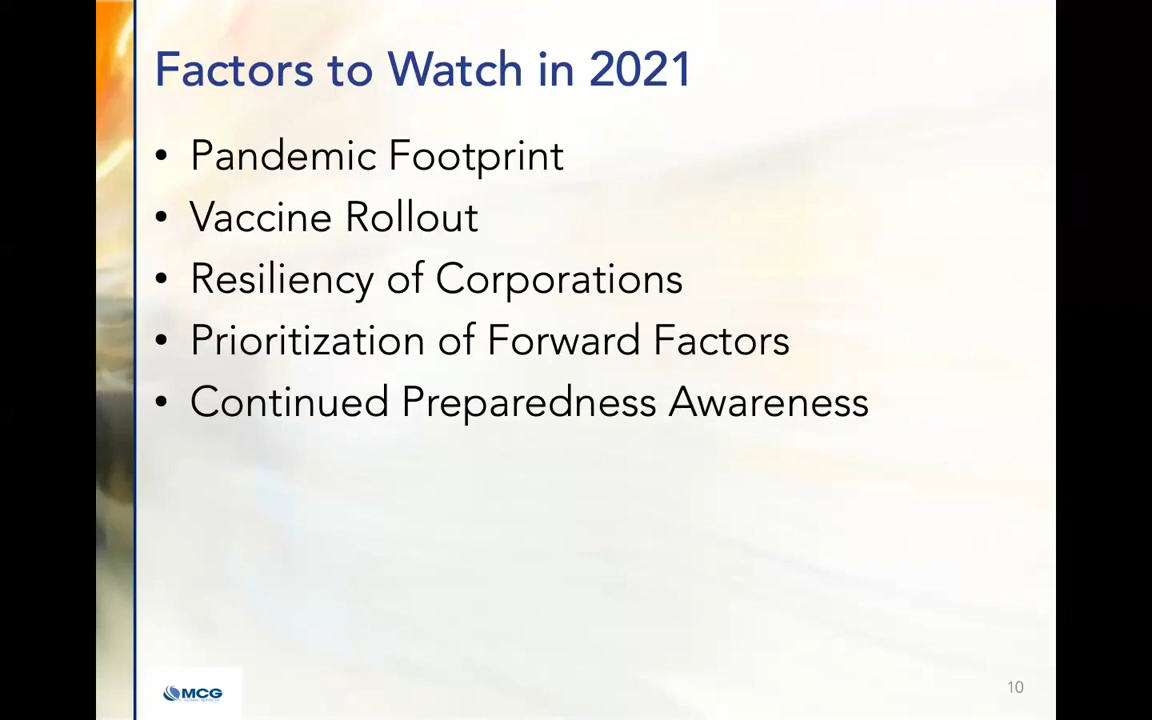 Factors to Watch in 2021
• Pandemic Footprint
• Vaccine Rollout
• Resiliency of Corporations
• Prioritization of Forward Factors
• Continued Preparedness Awareness
MCG
10